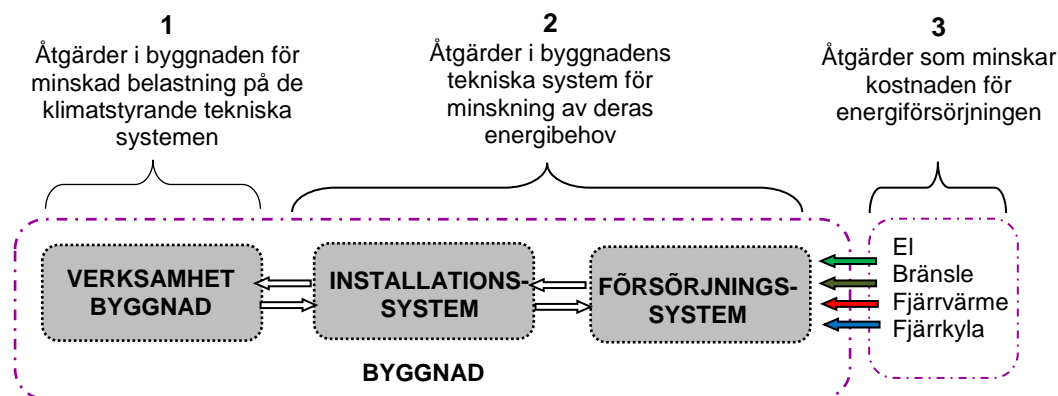 1
Åtgärder i byggnaden för
minskad belastning på de
klimatstyrande tekniska
systemen
2
Åtgärder i byggnadens
tekniska system för
minskning av deras
energibehov
3
Åtgärder som minskar
kostnaden för
energiförsörjningen
VERKSAMHET
BYGGNAD
INSTALLATIONS-
SYSTEM
FÖRSÖRJNINGS-
SYSTEM
El
Bränsle
Fjärrvärme
Fjärrkyla
BYGGNAD